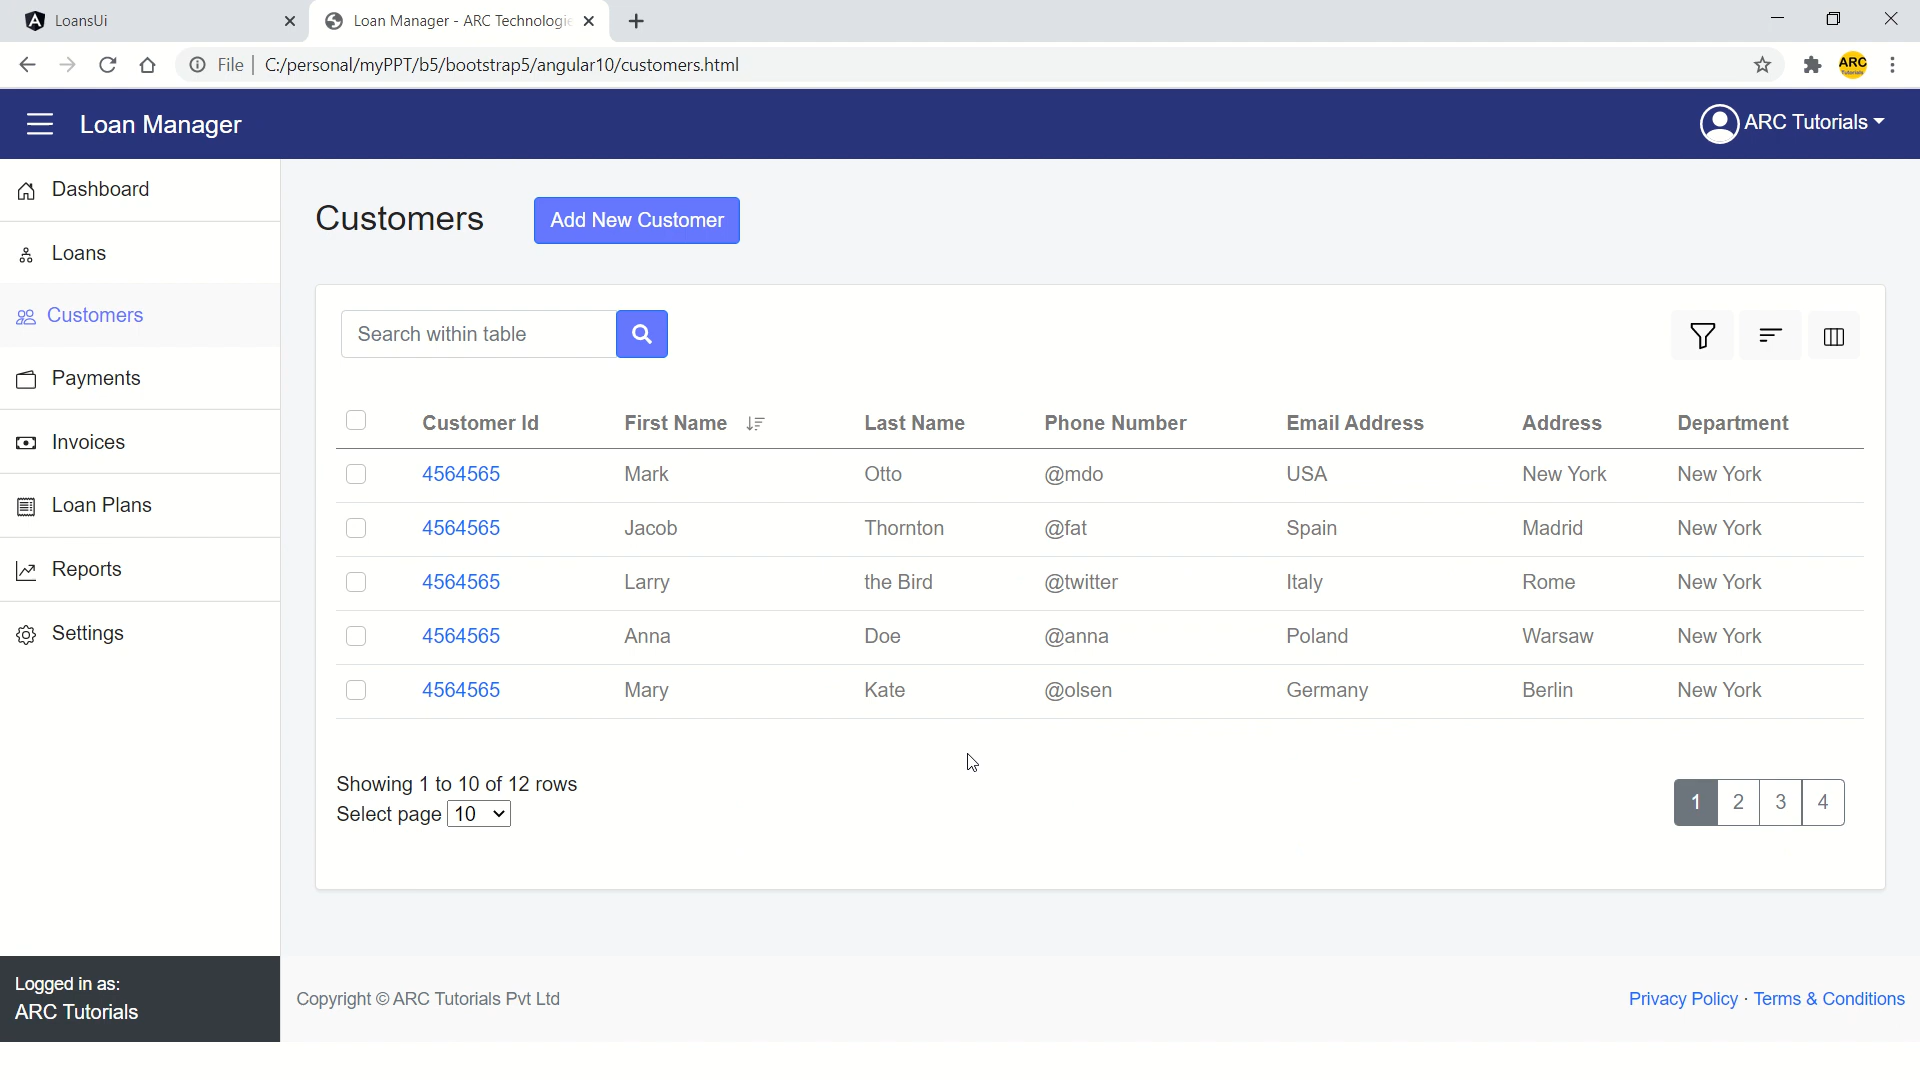 LoansUi
Loan Manager - ARC Technologie
File
C:/personal/myPPT/b5/bootstrap5/angular10/customers.html
ARC
Tutorials
Loan Manager
ARC Tutorials
Dashboard
Loans
Customers
Payments
Invoices
Loan Plans
Reports
Settings
Customers
Add New Customer
Search within table
Customer Id First Name Last Name Phone Number Email Address Address Department
4564565 Mark Otto @mdo USA New York New York
4564565 Jacob Thornton @fat Spain Madrid New York
4564565 Larry the Bird @twitter Italy Rome New York
4564565 Anna Doe @anna Poland Warsaw New York
4564565 Mary Kate @olsen Germany Berlin New York
Showing 1 to 10 of 12 rows
Select page 10
1 2 3 4
Logged in as:
ARC Tutorials
Copyright © ARC Tutorials Pvt Ltd
Privacy Policy · Terms & Conditions